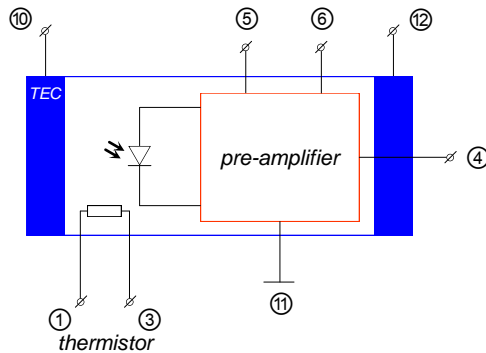 ⑩ ⑤ ⑥ ⑫
TEC
pre-amplifier
④
⑪
① ③
thermistor